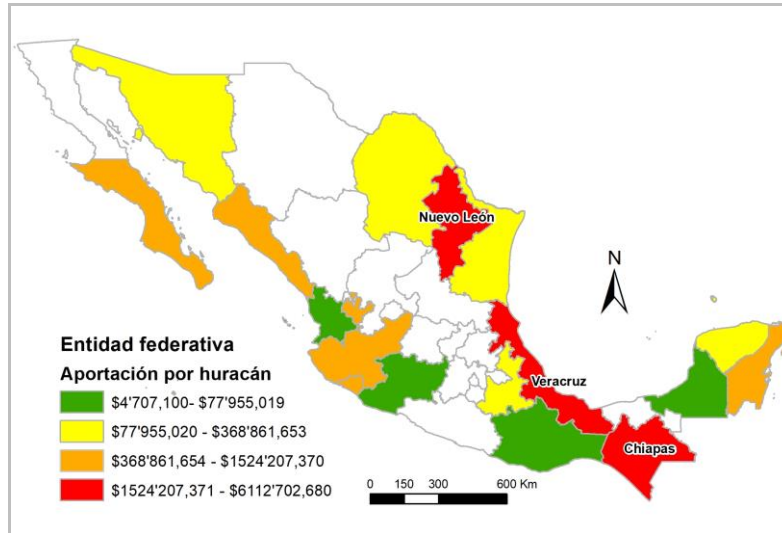 Nuevo León
N
Entidad federativa
Aportación por huracán
$4'707,100- $77'955,019
$77'955,020 - $368'861,653
$368'861,654 - $1524'207,370
$1524'207,371 - $6112'702,680
Veracruz
Chiapas
0 150 300 600 Km